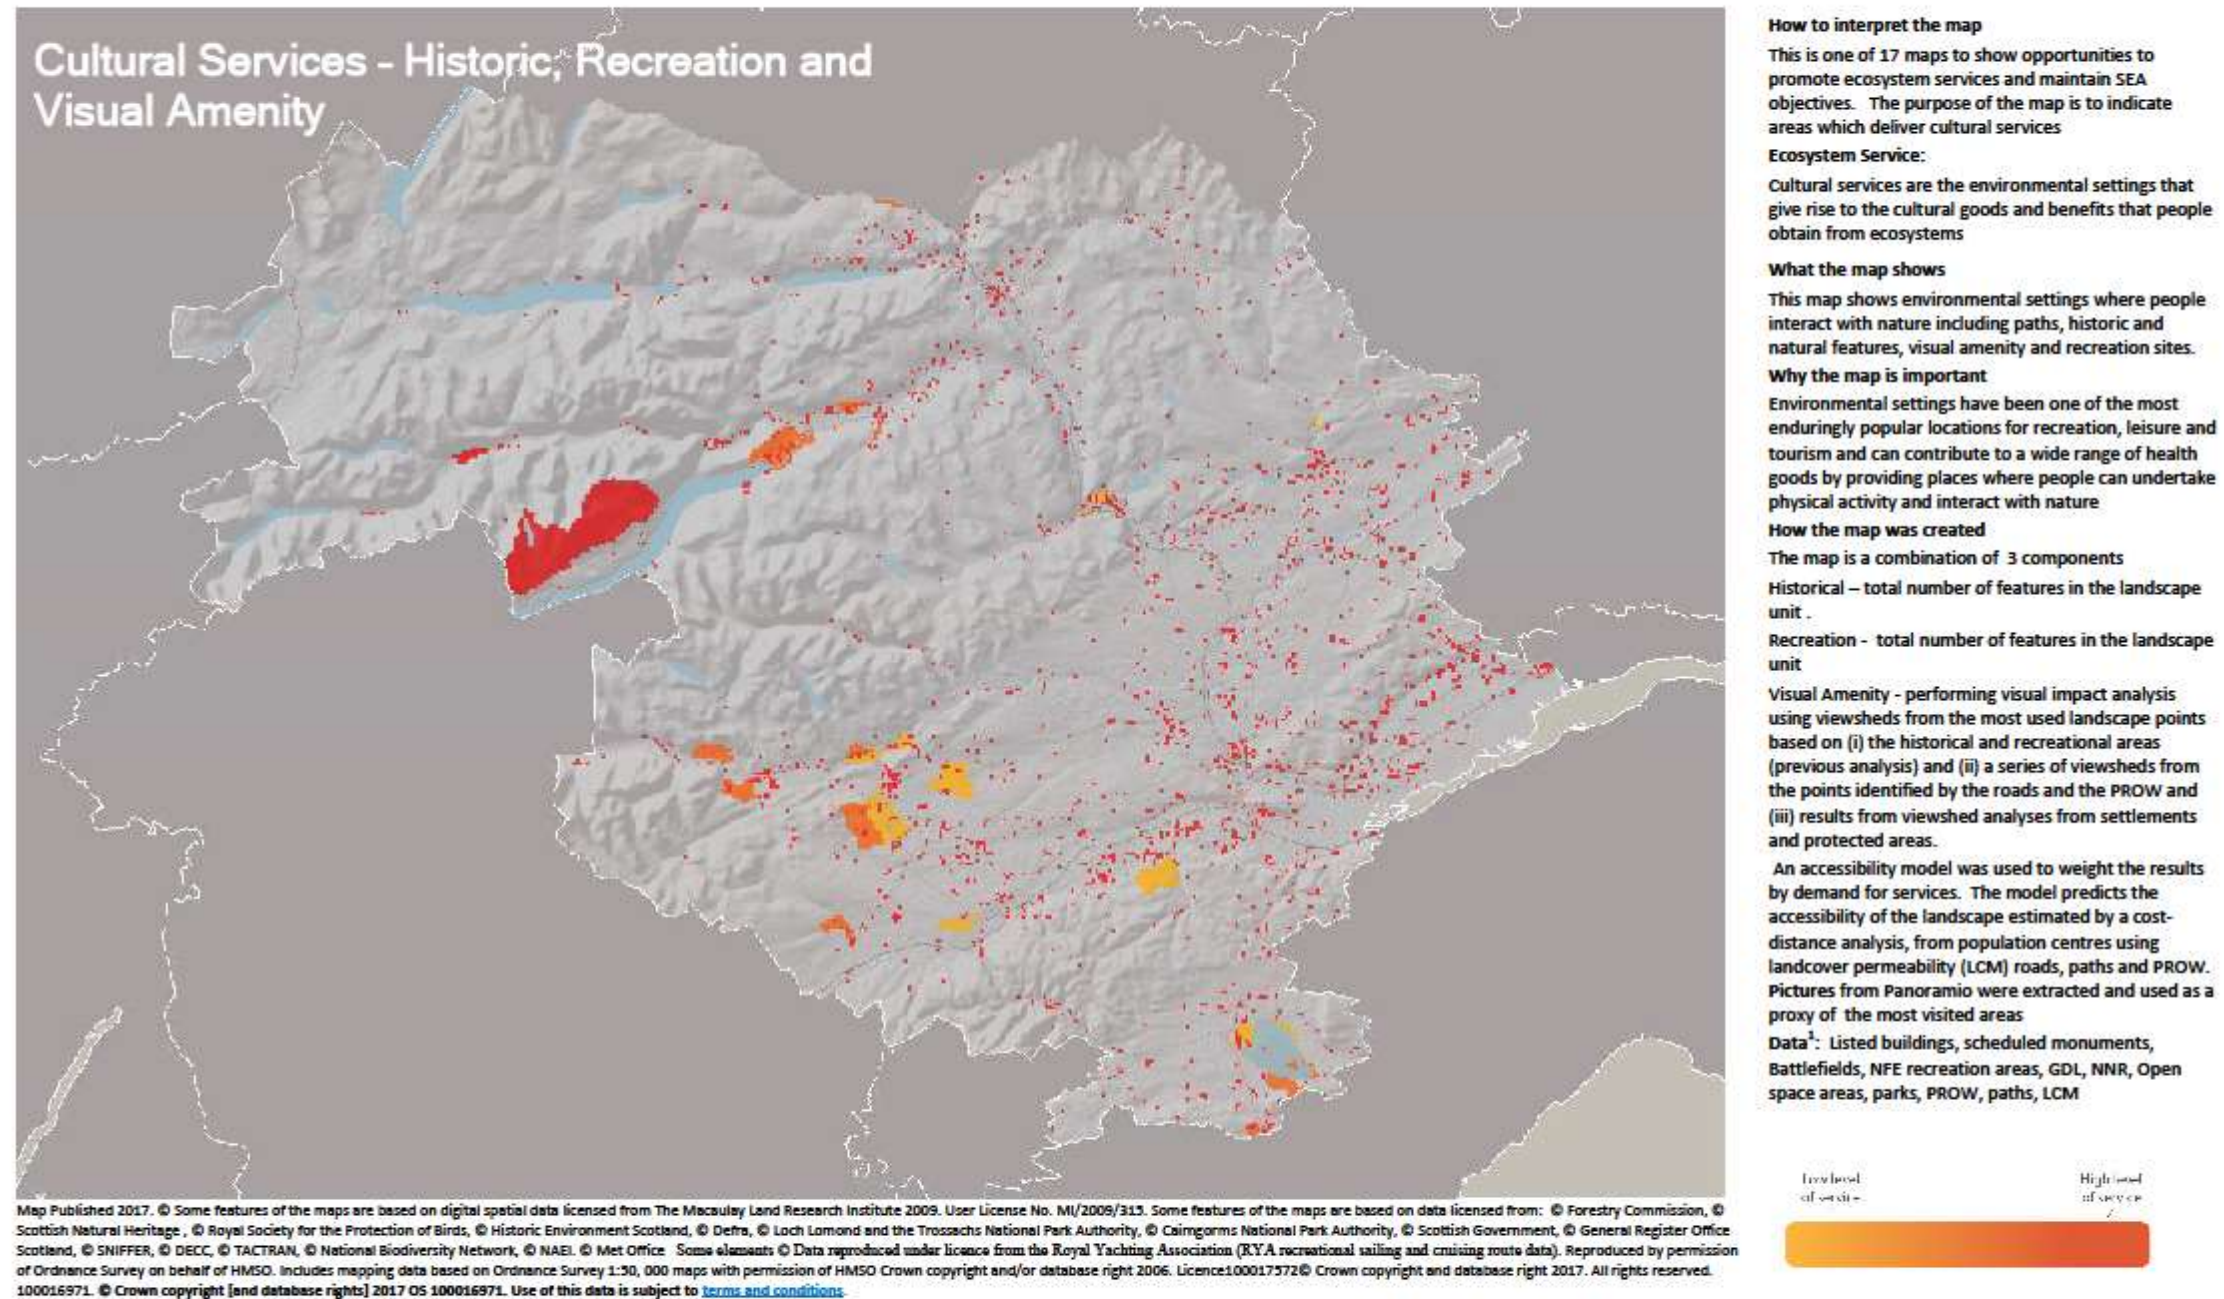 Cultural Services - Historic, Recreation and
Visual Amenity
How to interpret the map
This is one of 17 maps to show opportunities to
promote ecosystem services and maintain SEA
objectives. The purpose of the map is to indicate
areas which deliver cultural services
Ecosystem Service:
Cultural services are the environmental settings that
give rise to the cultural goods and benefits that people
obtain from ecosystems
What the map shows
This map shows environmental settings where people
interact with nature including paths, historic and
natural features, visual amenity and recreation sites.
Why the map is important
Environmental settings have been one of the most
enduringly popular locations for recreation, leisure and
tourism and can contribute to a wide range of health
goods by providing places where people can undertake
physical activity and interact with nature
How the map was created
The map is a combination of 3 components
Historical – total number of features in the landscape
unit .
Recreation - total number of features in the landscape
unit
Visual Amenity - performing visual impact analysis
using viewsheds from the most used landscape points
based on (i) the historical and recreational areas
(previous analysis) and (ii) a series of viewsheds from
the points identified by the roads and the PROW and
(iii) results from viewshed analyses from settlements
and protected areas.
An accessibility model was used to weight the results
by demand for services. The model predicts the
accessibility of the landscape estimated by a cost-
distance analysis, from population centres using
landcover permeability (LCM) roads, paths and PROW.
Pictures from Panoramio were extracted and used as a
proxy of the most visited areas
Data¹: Listed buildings, scheduled monuments,
Battlefields, NFE recreation areas, GDL, NNR, Open
space areas, parks, PROW, paths, LCM
Low level
of service
High level
of service
Map Published 2017. © Some features of the maps are based on digital spatial data licensed from The Macaulay Land Research Institute 2009. User License No. MI/2009/315. Some features of the maps are based on data licensed from: © Forestry Commission, ©
Scottish Natural Heritage , © Royal Society for the Protection of Birds, © Historic Environment Scotland, © Defra, © Loch Lomond and the Trossachs National Park Authority, © Cairngorms National Park Authority, © Scottish Government, © General Register Office
Scotland, © SNIFFER, © DECC, © TACTRAN, © National Biodiversity Network, © NAEI. © Met Office Some elements © Data reproduced under licence from the Royal Yachting Association (RYA recreational sailing and cruising route data). Reproduced by permission
of Ordnance Survey on behalf of HMSO. Includes mapping data based on Ordnance Survey 1:50, 000 maps with permission of HMSO Crown copyright and/or database right 2006. Licence100017572© Crown copyright and database right 2017. All rights reserved.
100016971. © Crown copyright [and database rights] 2017 OS 100016971. Use of this data is subject to terms and conditions.